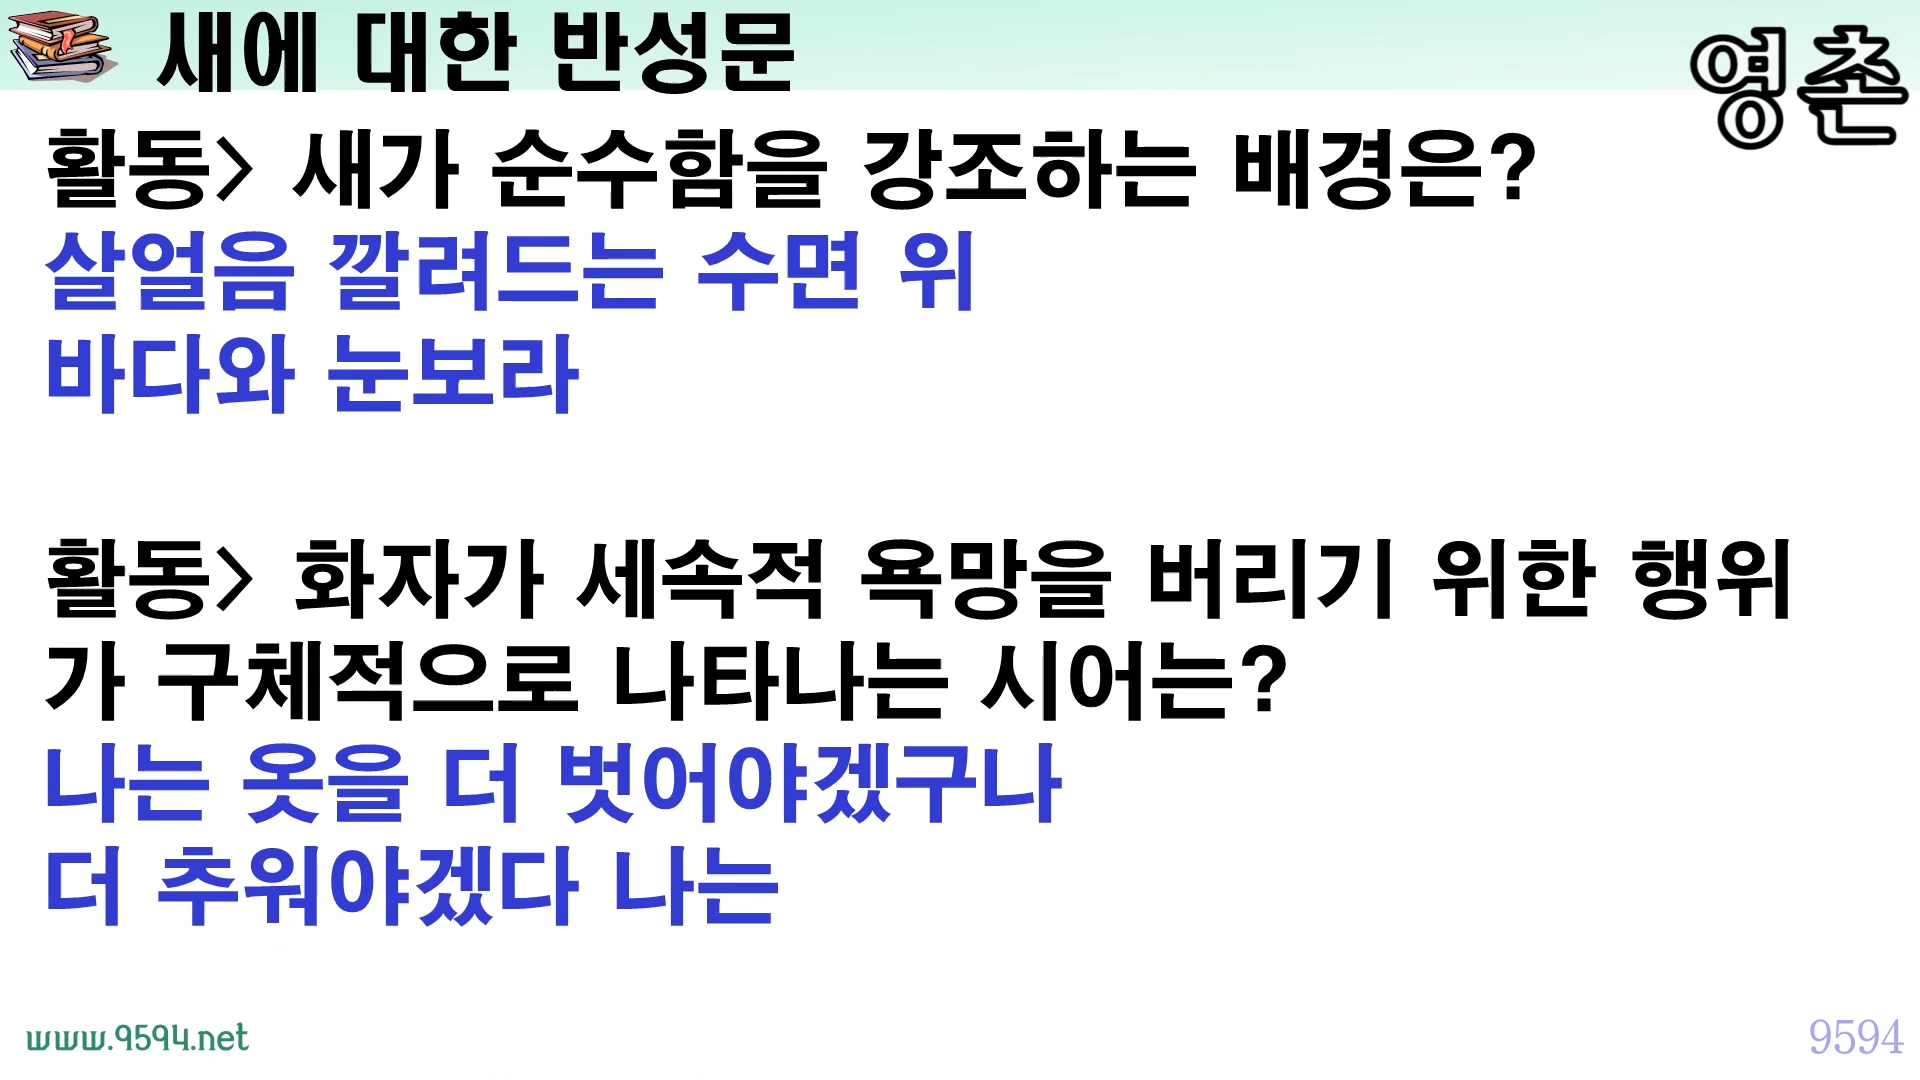 새에 대한 반성문
영촌
활동> 새가 순수함을 강조하는 배경은?
살얼음 깔려드는 수면 위
바다와 눈보라
활동> 화자가 세속적 욕망을 버리기 위한 행위
가 구체적으로 나타나는 시어는?
나는 옷을 더 벗어야겠구나
더 추워야겠다 나는
www.9594.net
9594